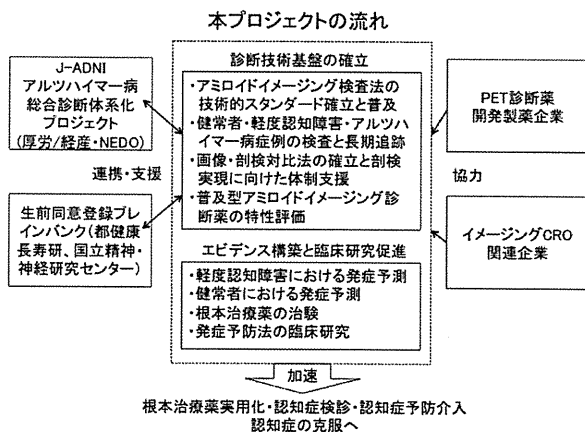 本プロジェクトの流れ
J-ADNI
アルツハイマー病
総合診断体系化
プロジェクト
(厚労/経産・NEDO)
連携・支援
生前同意登録ブレ
インバンク(都健康
長寿研、国立精神・
神経研究センター)
診断技術基盤の確立
・アミロイドイメージング検査法の
技術的スタンダード確立と普及
・健常者・軽度認知障害・アルツ
ハイマー病症例の検査と長期追跡
・画像・剖検対比法の確立と剖検
実現に向けた体制支援
・普及型アミロイドイメージング診
断薬の特性評価
エビデンス構築と臨床研究促進
・軽度認知障害における発症予測
・健常者における発症予測
・根本治療薬の治験
・発症予防法の臨床研究
PET診断薬
開発製薬企業
協力
イメージングCRO
関連企業
加速
根本治療薬実用化・認知症検診・認知症予防介入
認知症の克服へ